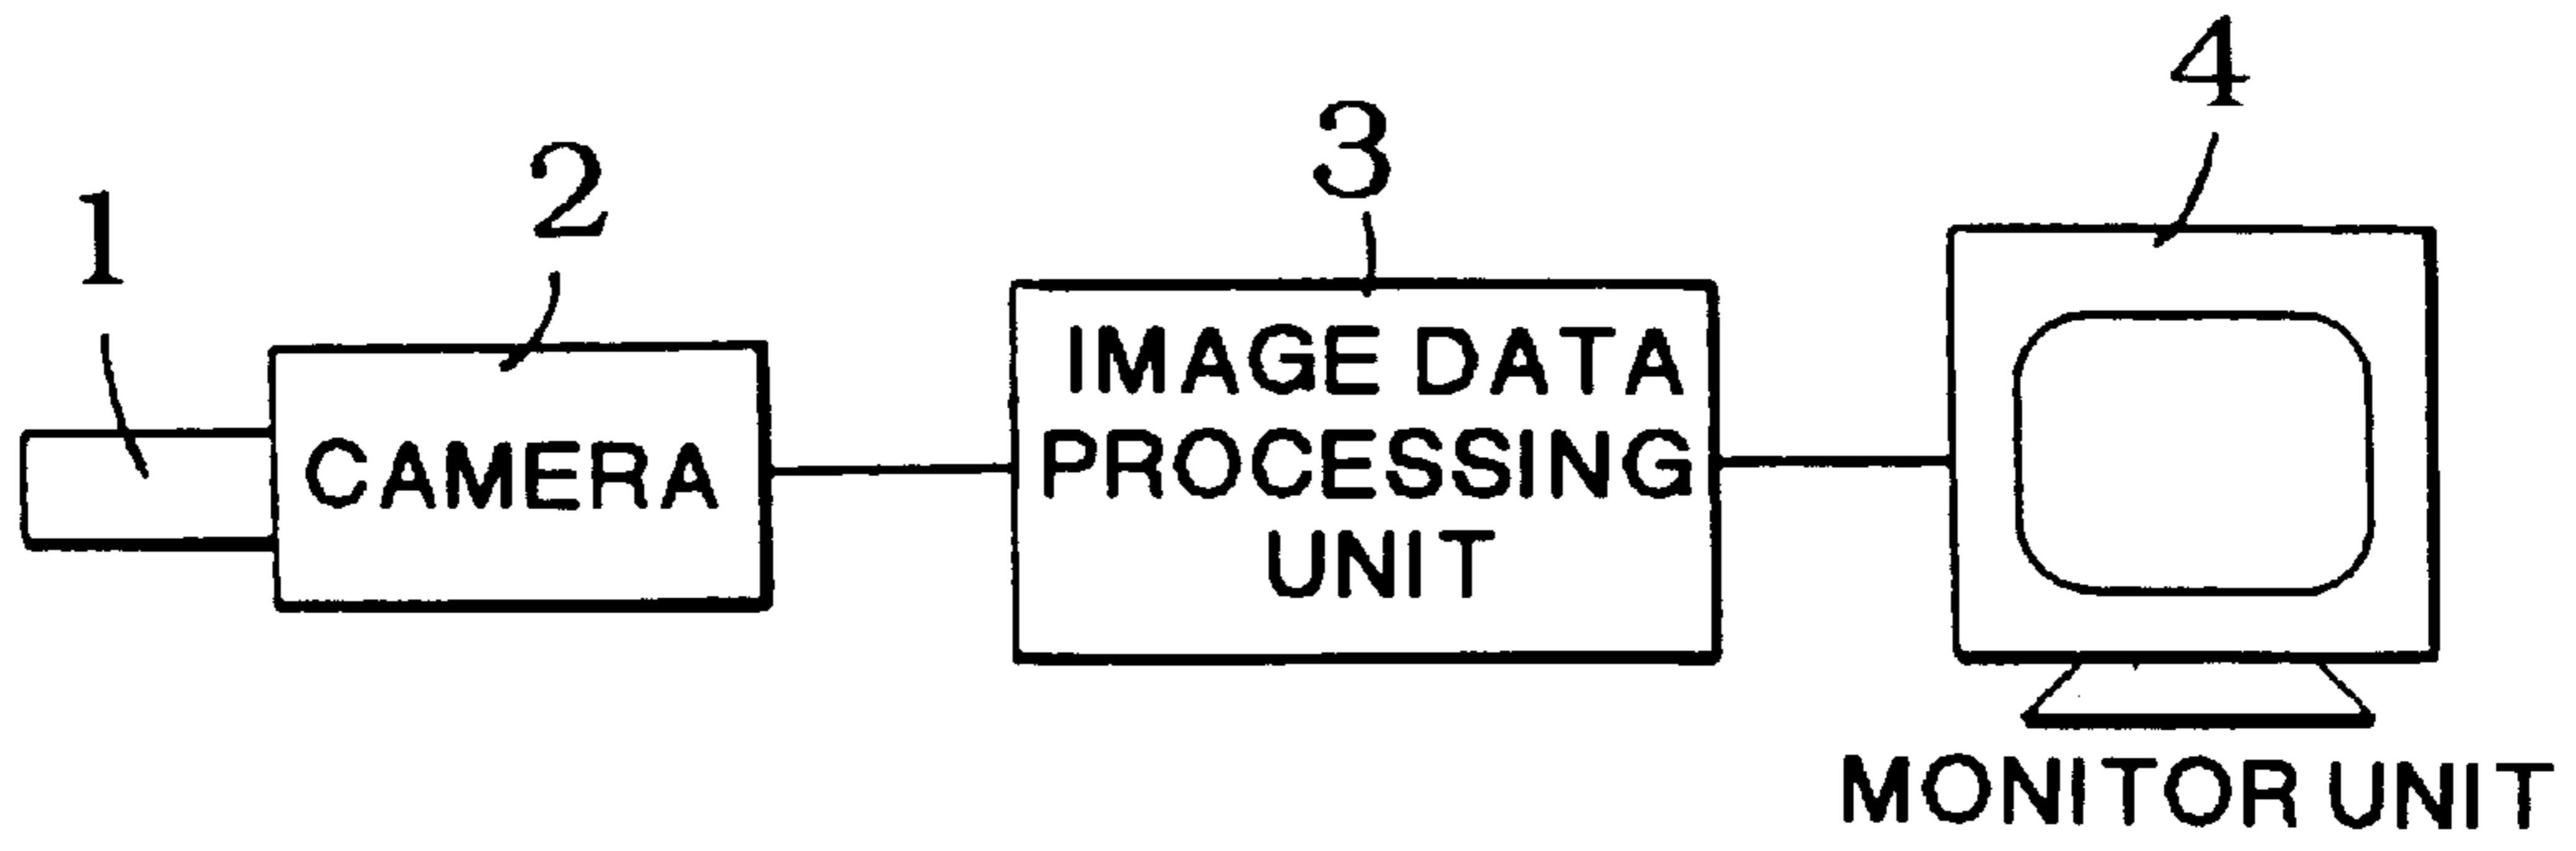 1
2
3
4
CAMERA
IMAGE DATA
PROCESSING
UNIT
MONITOR UNIT